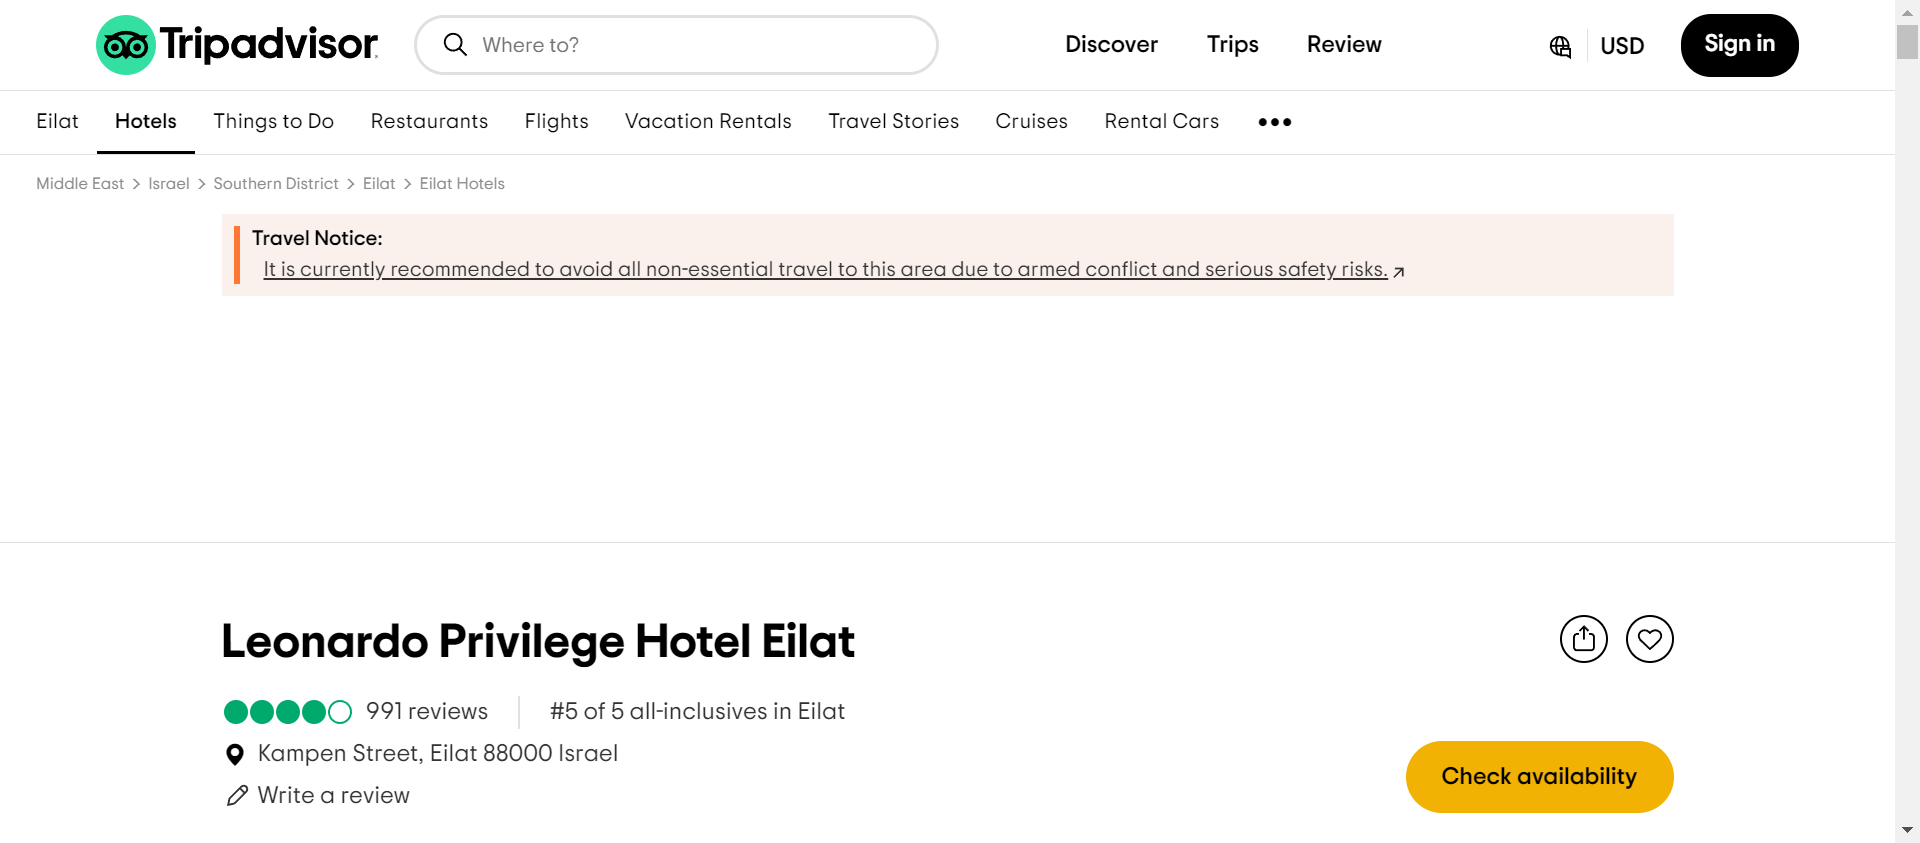 Tripadvisor
Where to?
Discover
Trips
Review
USD
Sign in
Eilat
Hotels
Things to Do
Restaurants
Flights
Vacation Rentals
Travel Stories
Cruises
Rental Cars
Middle East > Israel > Southern District > Eilat > Eilat Hotels
Travel Notice:
It is currently recommended to avoid all non-essential travel to this area due to armed conflict and serious safety risks.
Leonardo Privilege Hotel Eilat
991 reviews
#5 of 5 all-inclusives in Eilat
Kampen Street, Eilat 88000 Israel
Write a review
Check availability